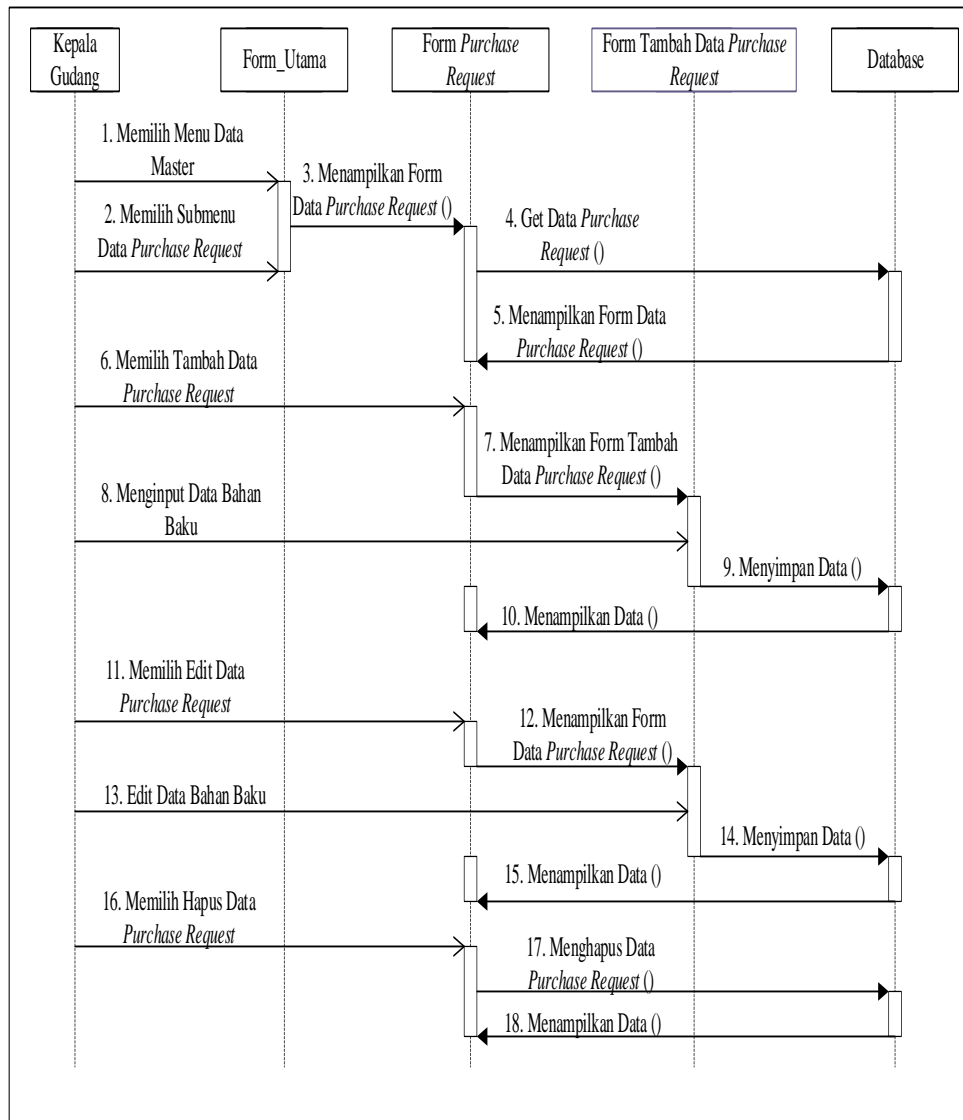 Kepala
Gudang
Form_Utama
Form Purchase
Request
Form Tambah Data Purchase
Request
Database
1. Memilih Menu Data
Master
3. Menampilkan Form
Data Purchase Request ()
2. Memilih Submenu
Data Purchase Request
4. Get Data Purchase
Request ()
5. Menampilkan Form Data
Purchase Request ()
6. Memilih Tambah Data
Purchase Request
7. Menampilkan Form Tambah
Data Purchase Request ()
8. Menginput Data Bahan
Baku
9. Menyimpan Data ()
10. Menampilkan Data ()
11. Memilih Edit Data
Purchase Request
12. Menampilkan Form
Data Purchase Request ()
13. Edit Data Bahan Baku
14. Menyimpan Data ()
15. Menampilkan Data ()
16. Memilih Hapus Data
Purchase Request
17. Menghapus Data
Purchase Request ()
18. Menampilkan Data ()